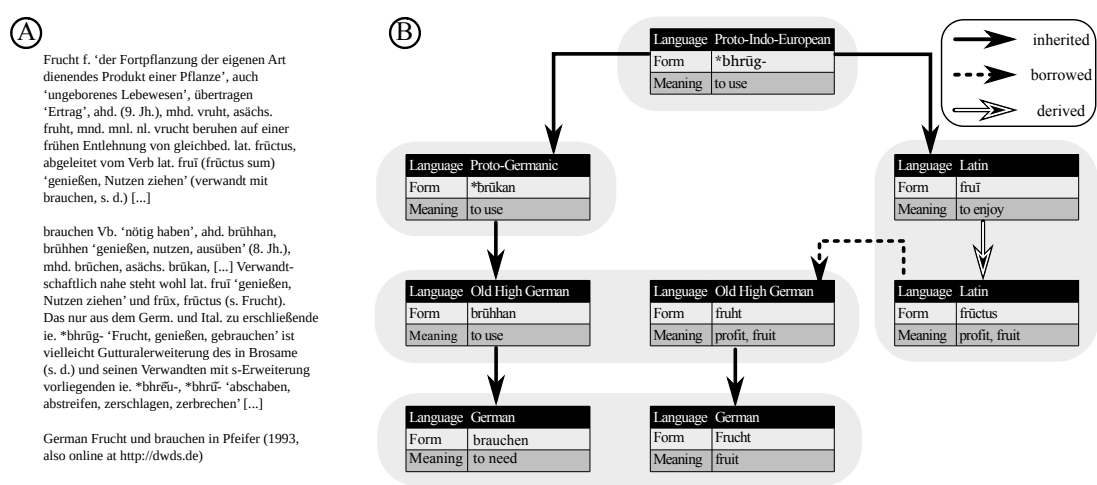 A
Frucht f. ‘der Fortpflanzung der eigenen Art
dienendes Produkt einer Pflanze’, auch
‘ungeborenes Lebewesen’, übertragen
‘Ertrag’, ahd. (9. Jh.), mhd. vruht, asächs.
fruht, mnd. mnl. nl. vrucht beruhen auf einer
frühen Entlehnung von gleichbed. lat. frūctus,
abgeleitet vom Verb lat. fruī (frūctus sum)
‘genießen, Nutzen ziehen’ (verwandt mit
brauchen, s. d.) [...]
brauchen Vb. ‘nötig haben’, ahd. brūhhan,
brūhhen ‘genießen, nutzen, ausüben’ (8. Jh.),
mhd. brūchen, asächs. brūkan, [...] Verwandt-
schaftlich nahe steht wohl lat. fruī ‘genießen,
Nutzen ziehen’ und frūx, frūctus (s. Frucht).
Das nur aus dem Germ. und Ital. zu erschließende
ie. *bhrūg- ‘Frucht, genießen, gebrauchen’ ist
vielleicht Gutturalerweiterung des in Brosame
(s. d.) und seinen Verwandten mit s-Erweiterung
vorliegenden ie. *bhrē̆u-, *bhrū̆- ‘abschaben,
abstreifen, zerschlagen, zerbrechen’ [...]
German Frucht und brauchen in Pfeifer (1993,
also online at http://dwds.de)
B
Language Proto-Indo-European
Form *bhrūg-
Meaning to use
inherited
borrowed
derived
Language Proto-Germanic
Form *brūkan
Meaning to use
Language Latin
Form fruī
Meaning to enjoy
Language Old High German
Form brūhhan
Meaning to use
Language Old High German
Form fruht
Meaning profit, fruit
Language Latin
Form frūctus
Meaning profit, fruit
Language German
Form brauchen
Meaning to need
Language German
Form Frucht
Meaning fruit